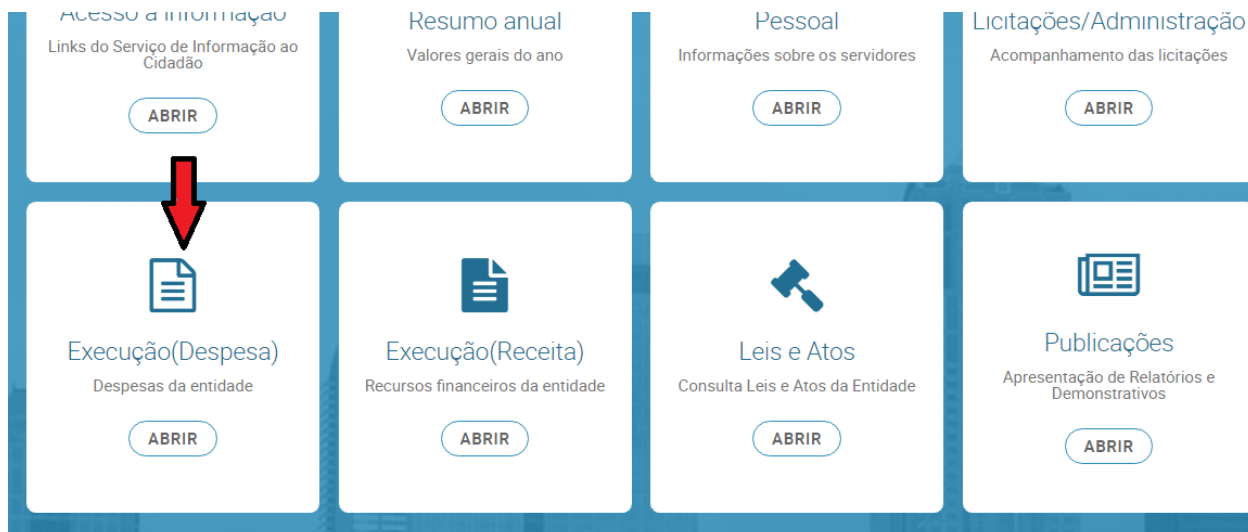 Acesso à Informação
Links do Serviço de Informação ao
Cidadão
ABRIR
Resumo anual
Valores gerais do ano
ABRIR
Pessoal
Informações sobre os servidores
ABRIR
Licitações/Administração
Acompanhamento das licitações
ABRIR
Execução(Despesa)
Despesas da entidade
ABRIR
Execução(Receita)
Recursos financeiros da entidade
ABRIR
Leis e Atos
Consulta Leis e Atos da Entidade
ABRIR
Publicações
Apresentação de Relatórios e
Demonstrativos
ABRIR